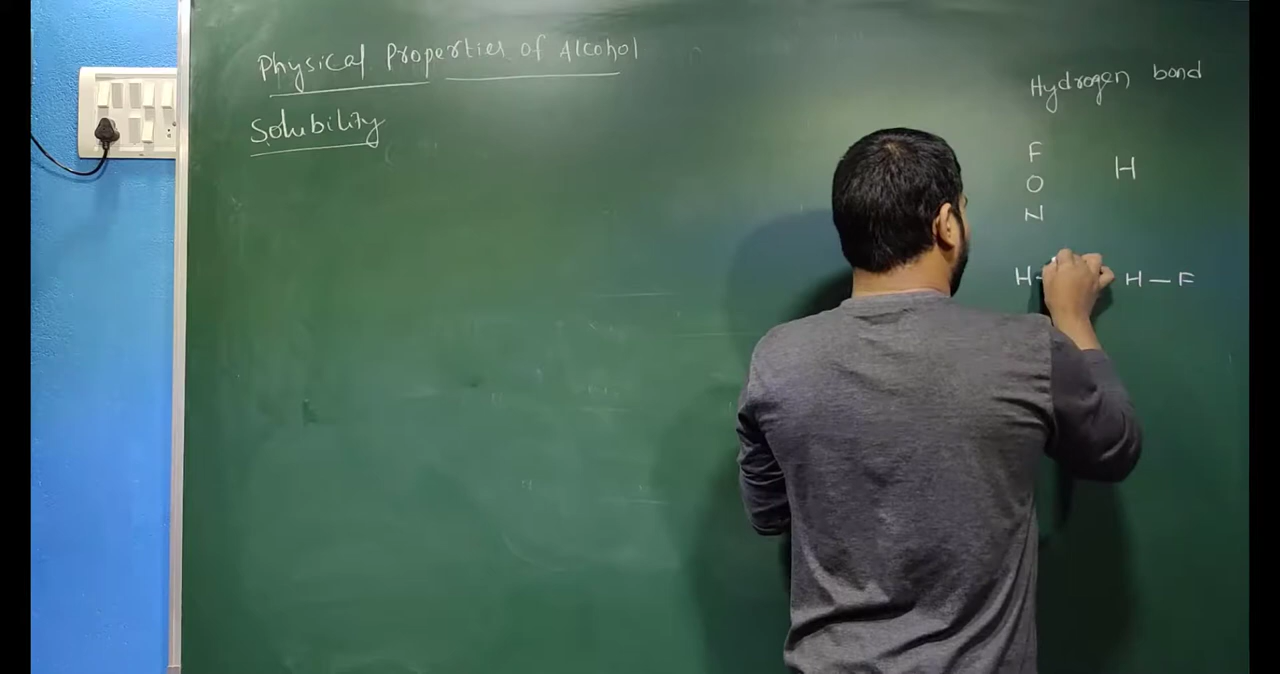 Physical Properties of Alcohol
Solubility
Hydrogen bond
F
O H
N
H- H-F